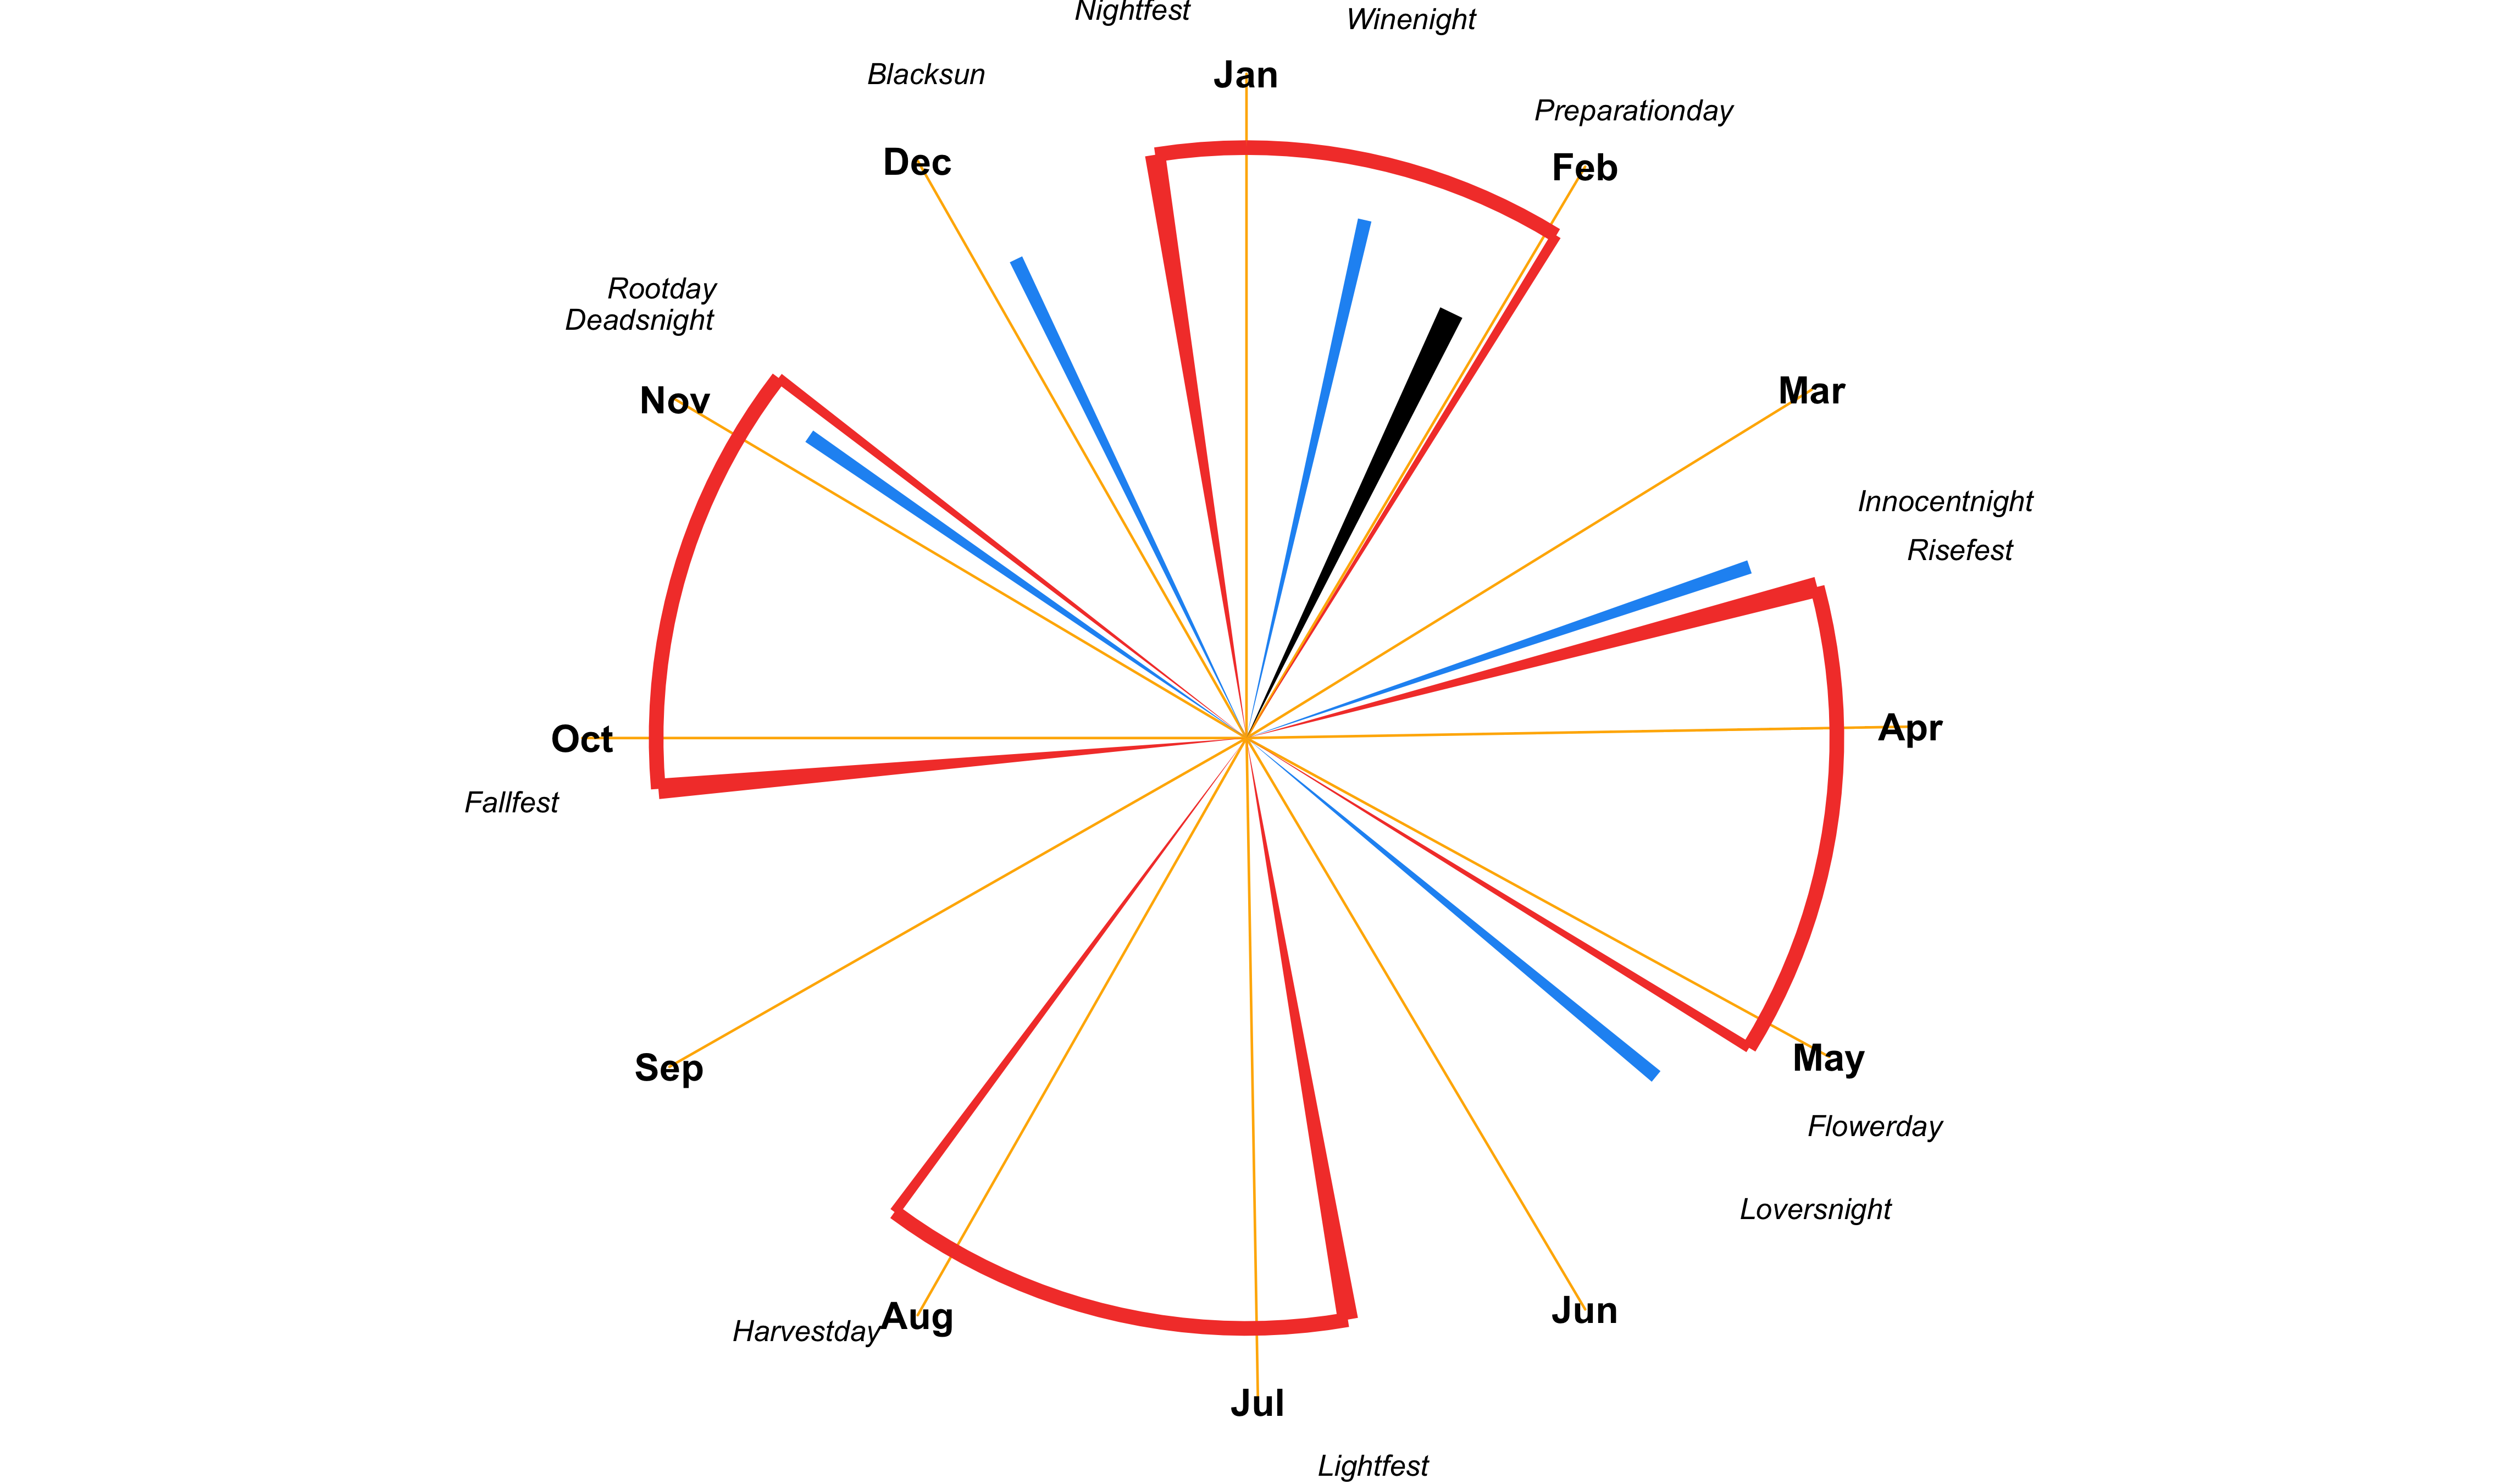 Nightfest
Winenight
Blacksun
Jan
Preparationday
Dec
Feb
Rootday
Deadsnight
Nov
Mar
Innocentnight
Risefest
Oct
Apr
Fallfest
Sep
May
Flowerday
Loversnight
Harvestday
Aug
Jun
Jul
Lightfest